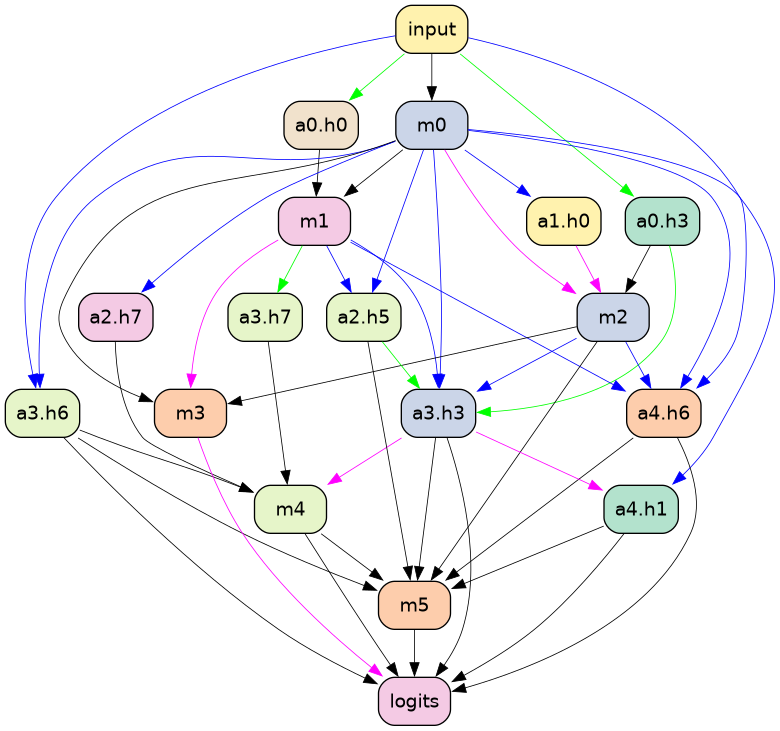 input
a0.h0
m0
m1
a1.h0
a0.h3
a2.h7
a3.h7
a2.h5
m2
a3.h6
m3
a3.h3
a4.h6
m4
a4.h1
m5
logits